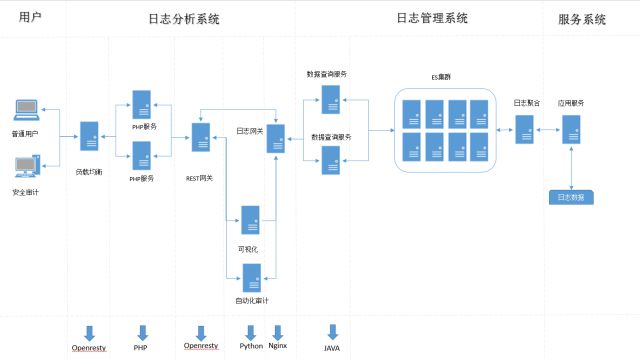 用户
日志分析系统
日志管理系统
服务系统
普通用户
安全审计
负载均衡
PHP服务
PHP服务
REST网关
日志网关
可视化
自动化审计
数据查询服务
数据查询服务
ES集群
日志聚合
应用服务
日志数据
Openresty
PHP
Openresty
Python
Nginx
JAVA